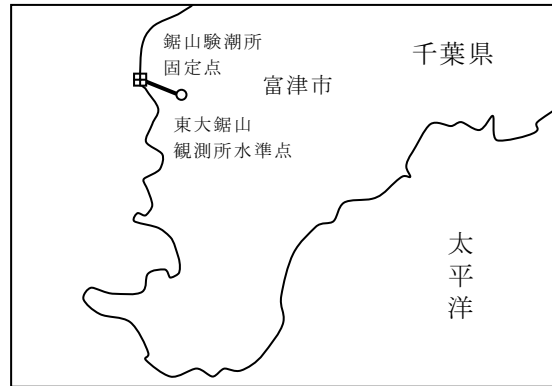 鋸山験潮所
固定点
千葉県
富津市
東大鋸山
観測所水準点
太平洋